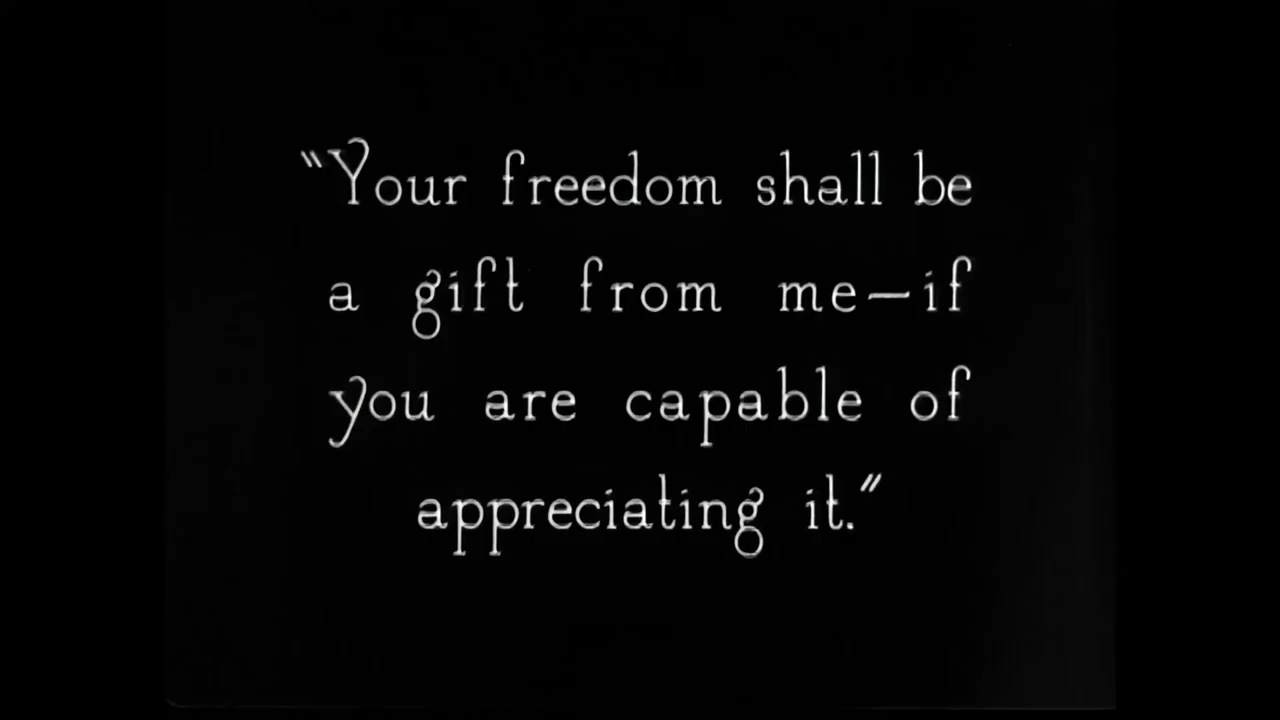 "Your freedom shall be
a gift from me—if
you are capable of
appreciating it."